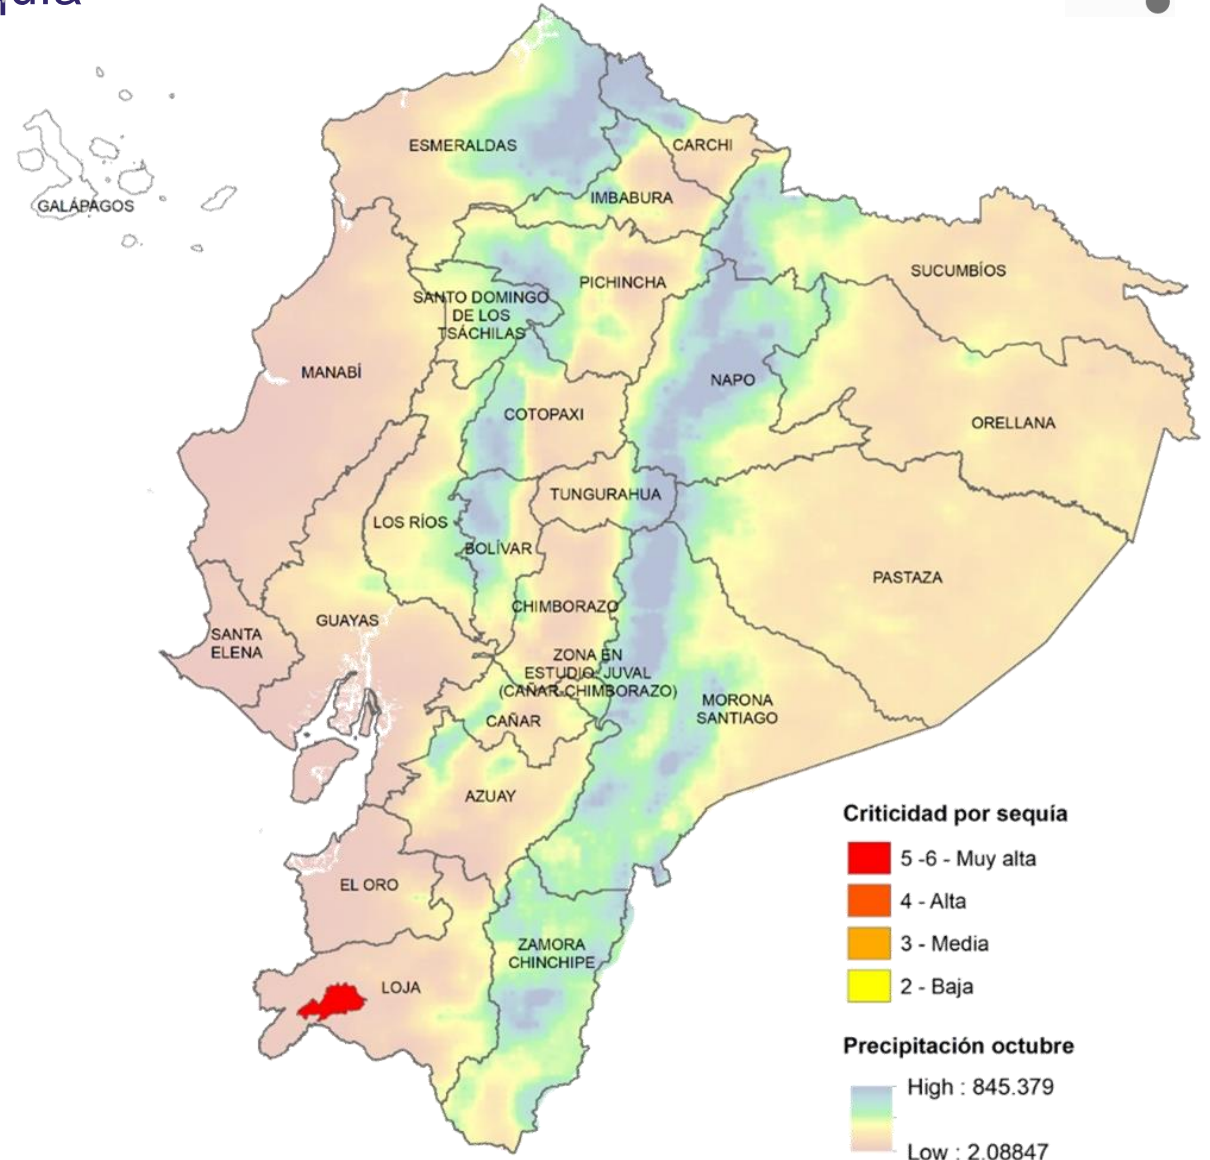 ESMERALDAS
CARCHI
IMBABURA
GALÁPAGOS
SUCUMBÍOS
PICHINCHA
SANTO DOMINGO
DE LOS
TSÁCHILAS
MANABÍ
NAPO
COTOPAXI
ORELLANA
TUNGURAHUA
LOS RÍOS
BOLÍVAR
PASTAZA
CHIMBORAZO
GUAYAS
SANTA
ELENA
ZONA EN
ESTUDIO: JUVAL
(CAÑAR-CHIMBORAZO)
MORONA
SANTIAGO
CAÑAR
AZUAY
EL ORO
ZAMORA
CHINCHIPE
LOJA
Criticidad por sequía
5 -6 - Muy alta
4 - Alta
3 - Media
2 - Baja
Precipitación octubre
High : 845.379
Low : 2.08847